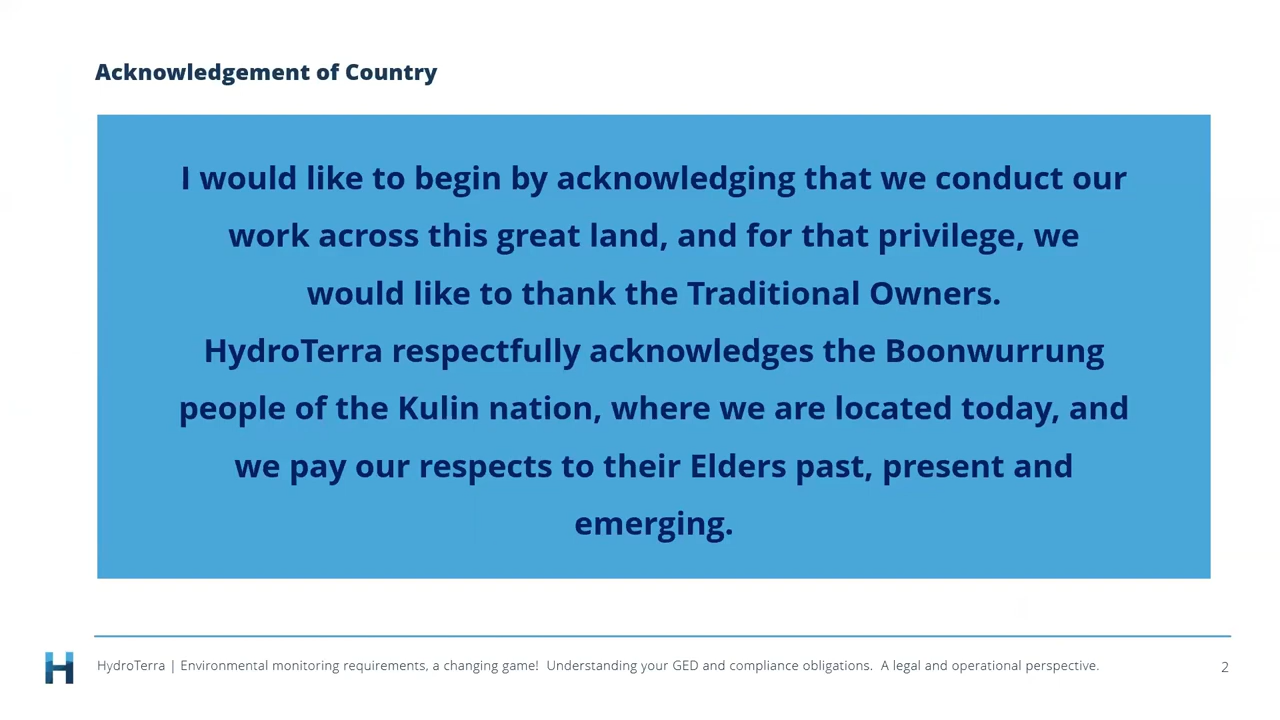 Acknowledgement of Country
I would like to begin by acknowledging that we conduct our
work across this great land, and for that privilege, we
would like to thank the Traditional Owners.
HydroTerra respectfully acknowledges the Boonwurrung
people of the Kulin nation, where we are located today, and
we pay our respects to their Elders past, present and
emerging.
HydroTerra | Environmental monitoring requirements, a changing game!  Understanding your GED and compliance obligations.  A legal and operational perspective.
2